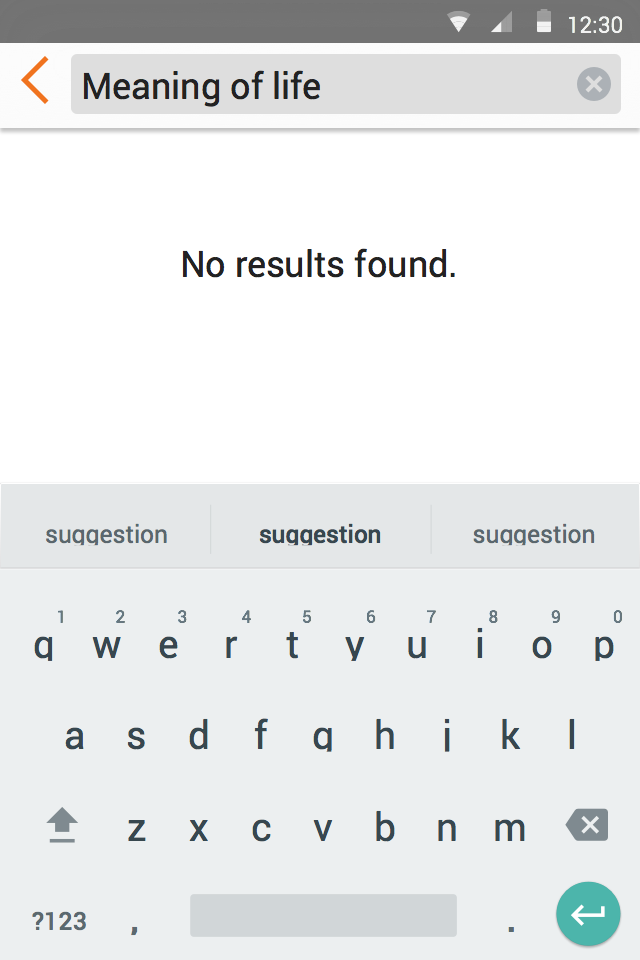 12:30
Meaning of life
No results found.
suggestion suggestion suggestion
1 2 3 4 5 6 7 8 9 0
q w e r t y u i o p
a s d f g h j k l
z x c v b n m
?123 , .